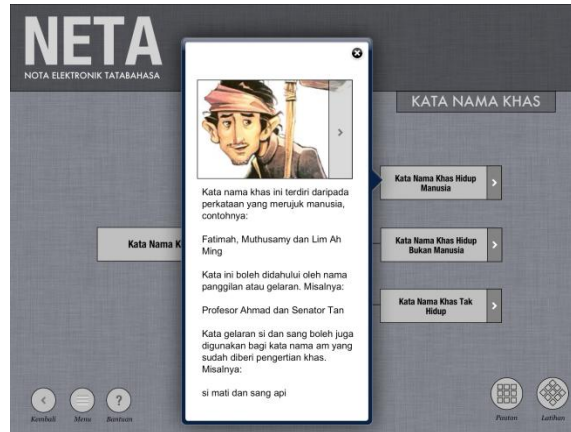 NETA
NOTA ELEKTRONIK TATABAHASA
KATA NAMA KHAS
Kata nama khas ini terdiri daripada
perkataan yang merujuk manusia,
contohnya:
Fatimah, Muthusamy dan Lim Ah
Ming
Kata ini boleh didahului oleh nama
panggilan atau gelaran. Misalnya:
Profesor Ahmad dan Senator Tan
Kata gelaran si dan sang boleh juga
digunakan bagi kata nama am yang
sudah diberi pengertian khas.
Misalnya:
si mati dan sang api
Kata Nama K
Kata Nama Khas Hidup
Manusia
Kata Nama Khas Hidup
Bukan Manusia
Kata Nama Khas Tak
Hidup
Kembali
Menu
Bantuan
Pautan
Latihan